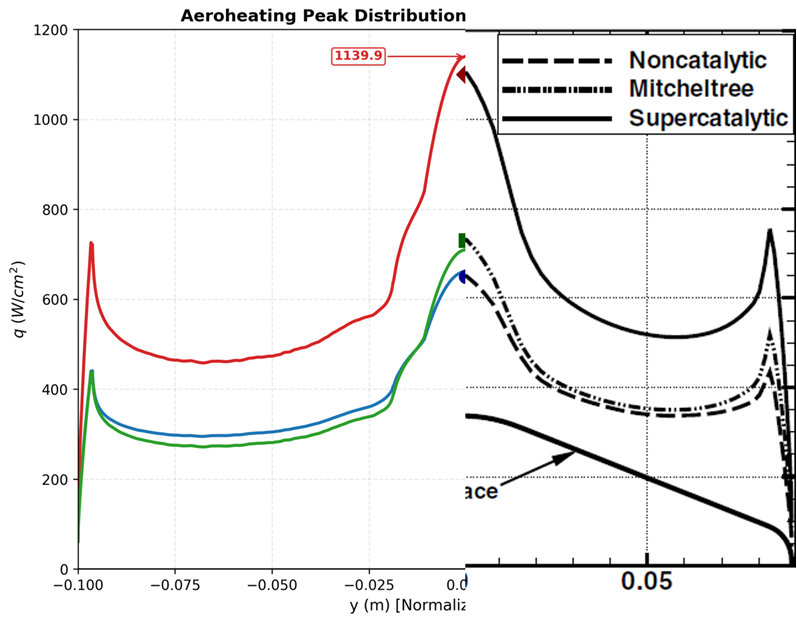 Aeroheating Peak Distribution
1200
1139.9
Noncatalytic
Mitcheltree
Supercatalytic
1000
800
600
400
200
0
q (W/cm²)
ace
−0.100
−0.075
−0.050
−0.025
0.0
0.05
y (m) [Normaliz